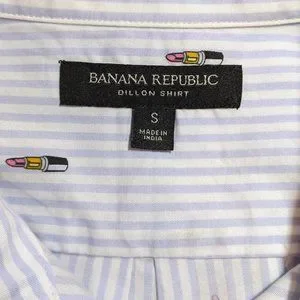 BANANA REPUBLIC
DILLON SHIRT
S
MADE IN
INDIA